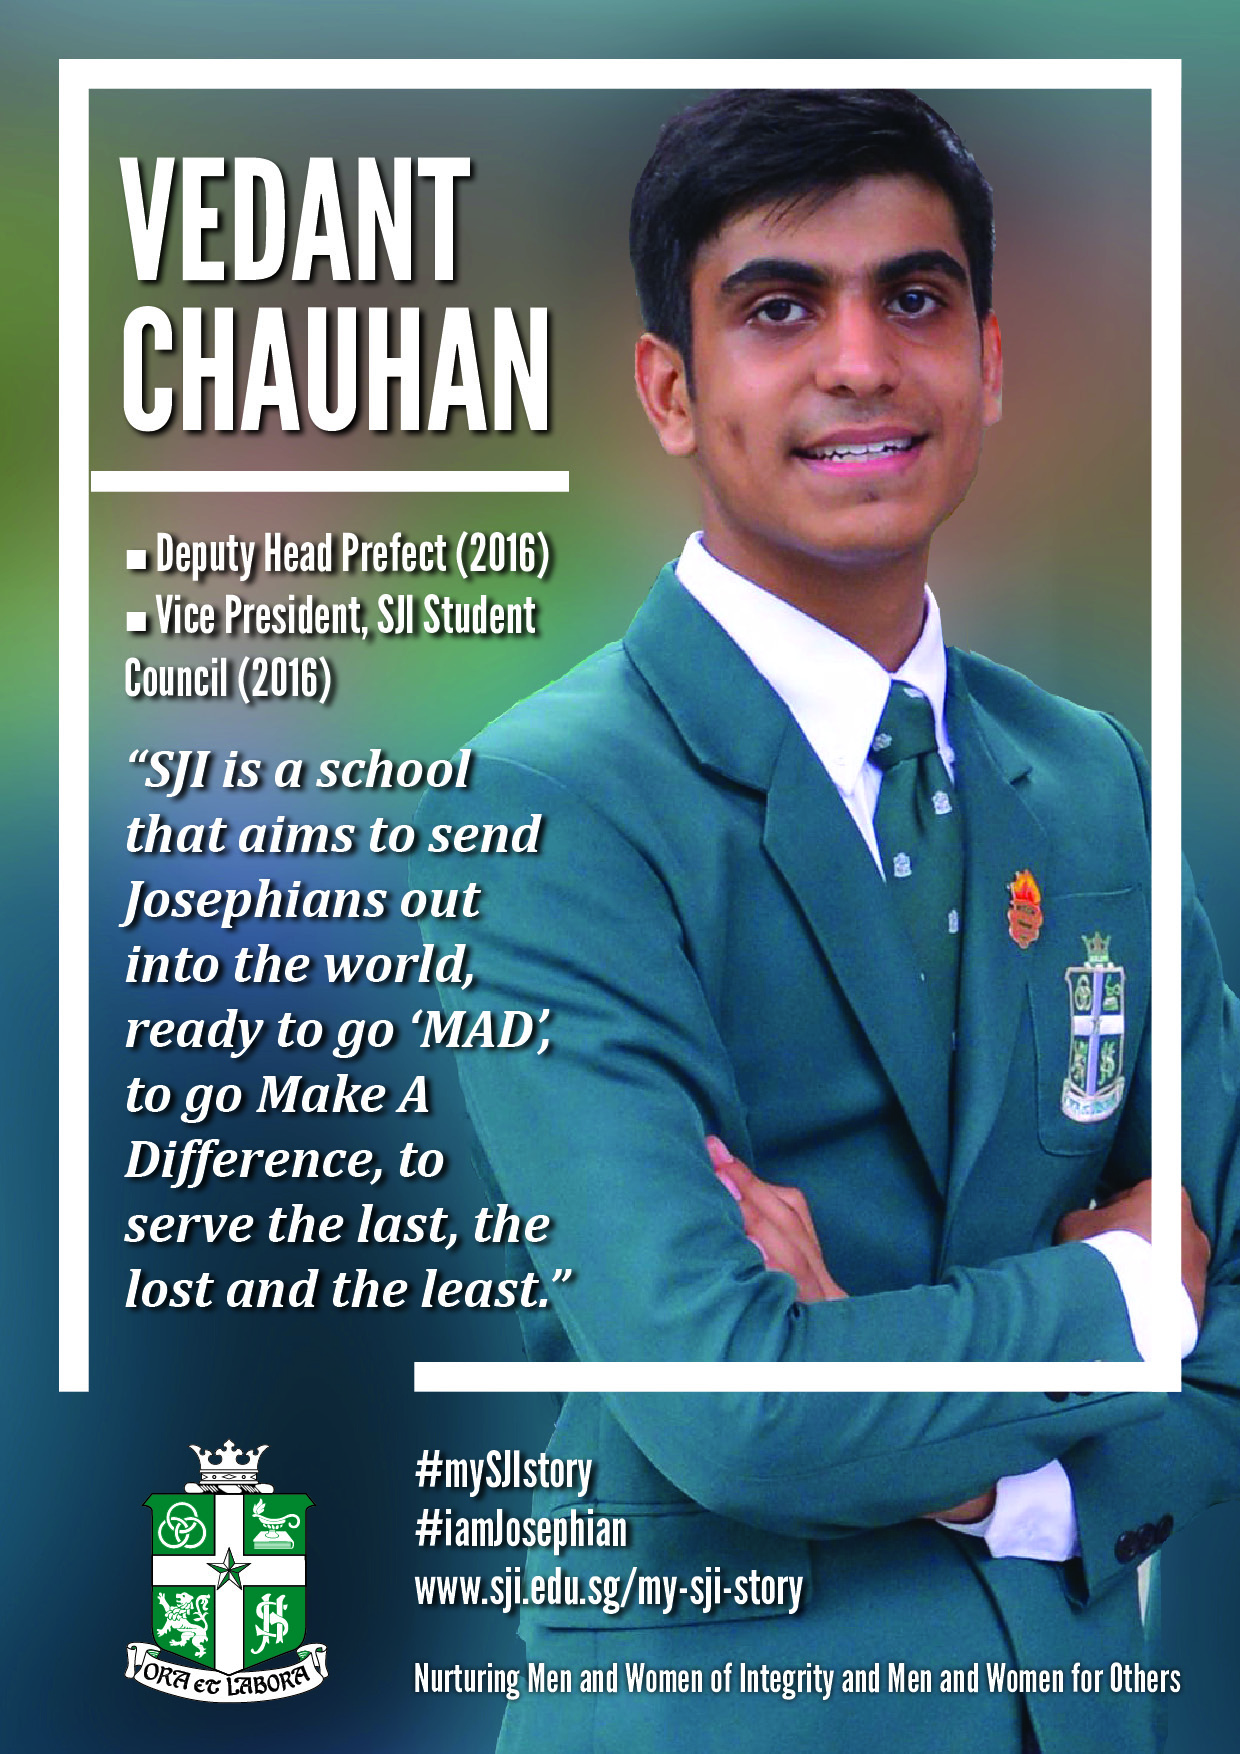 VEDANT
CHAUHAN
▪ Deputy Head Prefect (2016)
▪ Vice President, SJI Student
Council (2016)
“SJI is a school
that aims to send
Josephians out
into the world,
ready to go ‘MAD’,
to go Make A
Difference, to
serve the last, the
lost and the least.”
#mySJIstory
#iamJosephian
www.sji.edu.sg/my-sji-story
ORA ET LABORA
Nurturing Men and Women of Integrity and Men and Women for Others